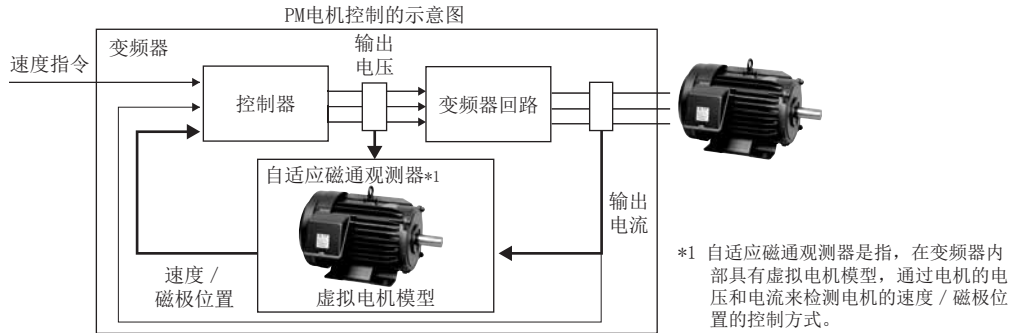 PM电机控制的示意图
变频器
输出
电压
速度指令
控制器
变频器回路
自适应磁通观测器*1
输出
电流
速度 / 
磁极位置
虚拟电机模型
*1 自适应磁通观测器是指，在变频器内
部具有虚拟电机模型，通过电机的电
压和电流来检测电机的速度 / 磁极位
置的控制方式。